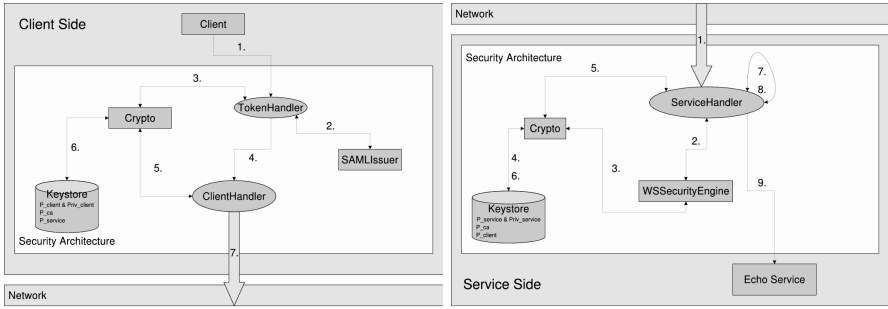 Client Side
Client
1.
3.
TokenHandler
Crypto
2.
6.
4.
SAMLIssuer
5.
Keystore
P_client & Priv_client
P_ca
P_service
ClientHandler
Security Architecture
7.
Network
Network
1.
Security Architecture
5.
7.
8.
ServiceHandler
Crypto
2.
4.
3.
6.
WSSecurityEngine
9.
Keystore
P_service & Priv_service
P_ca
P_client
Echo Service
Service Side